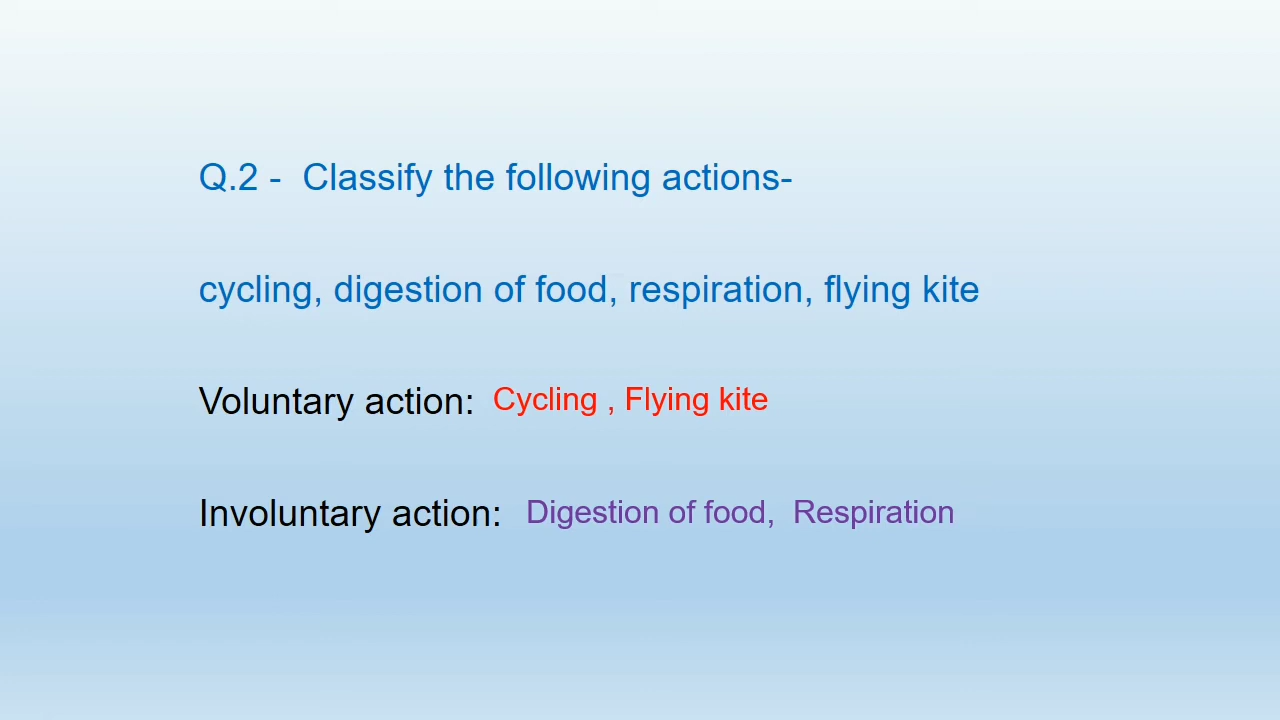 Q.2 -  Classify the following actions-
cycling, digestion of food, respiration, flying kite
Voluntary action:  Cycling , Flying kite
Involuntary action:  Digestion of food,  Respiration